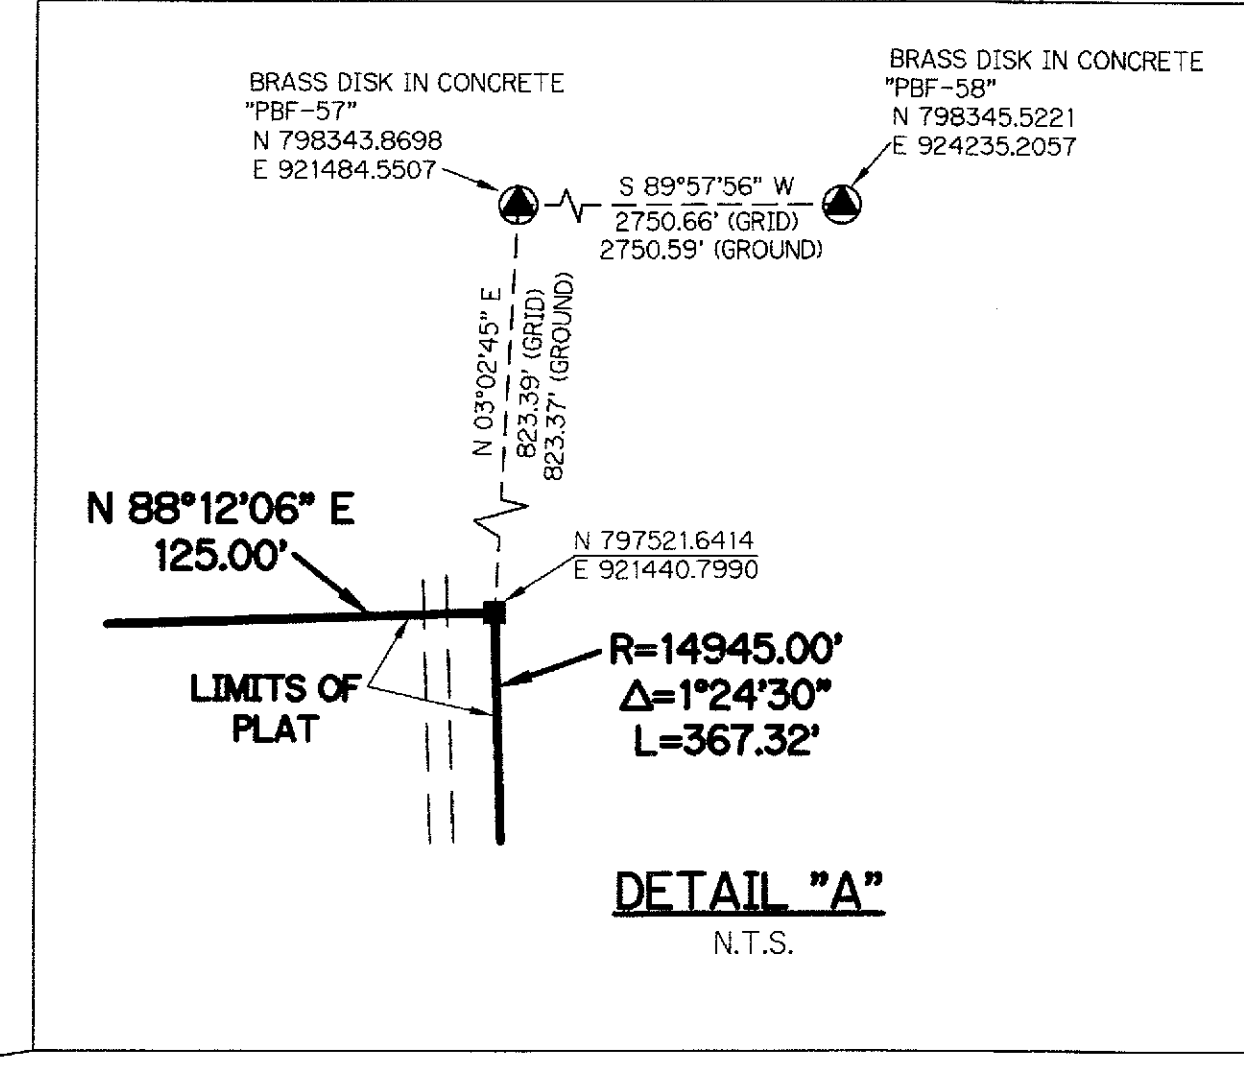 BRASS DISK IN CONCRETE
"PBF-57"
N 798343.8698
E 921484.5507
BRASS DISK IN CONCRETE
"PBF-58"
N 798345.5221
E 924235.2057
S 89°57'56" W
2750.66' (GRID)
2750.59' (GROUND)
N 03°02'45" E
823.39' (GRID)
823.37' (GROUND)
N 88°12'06" E
125.00'
N 797521.6414
E 921440.7990
R=14945.00'
Δ=1°24'30"
L=367.32'
LIMITS OF
PLAT
DETAIL "A"
N.T.S.